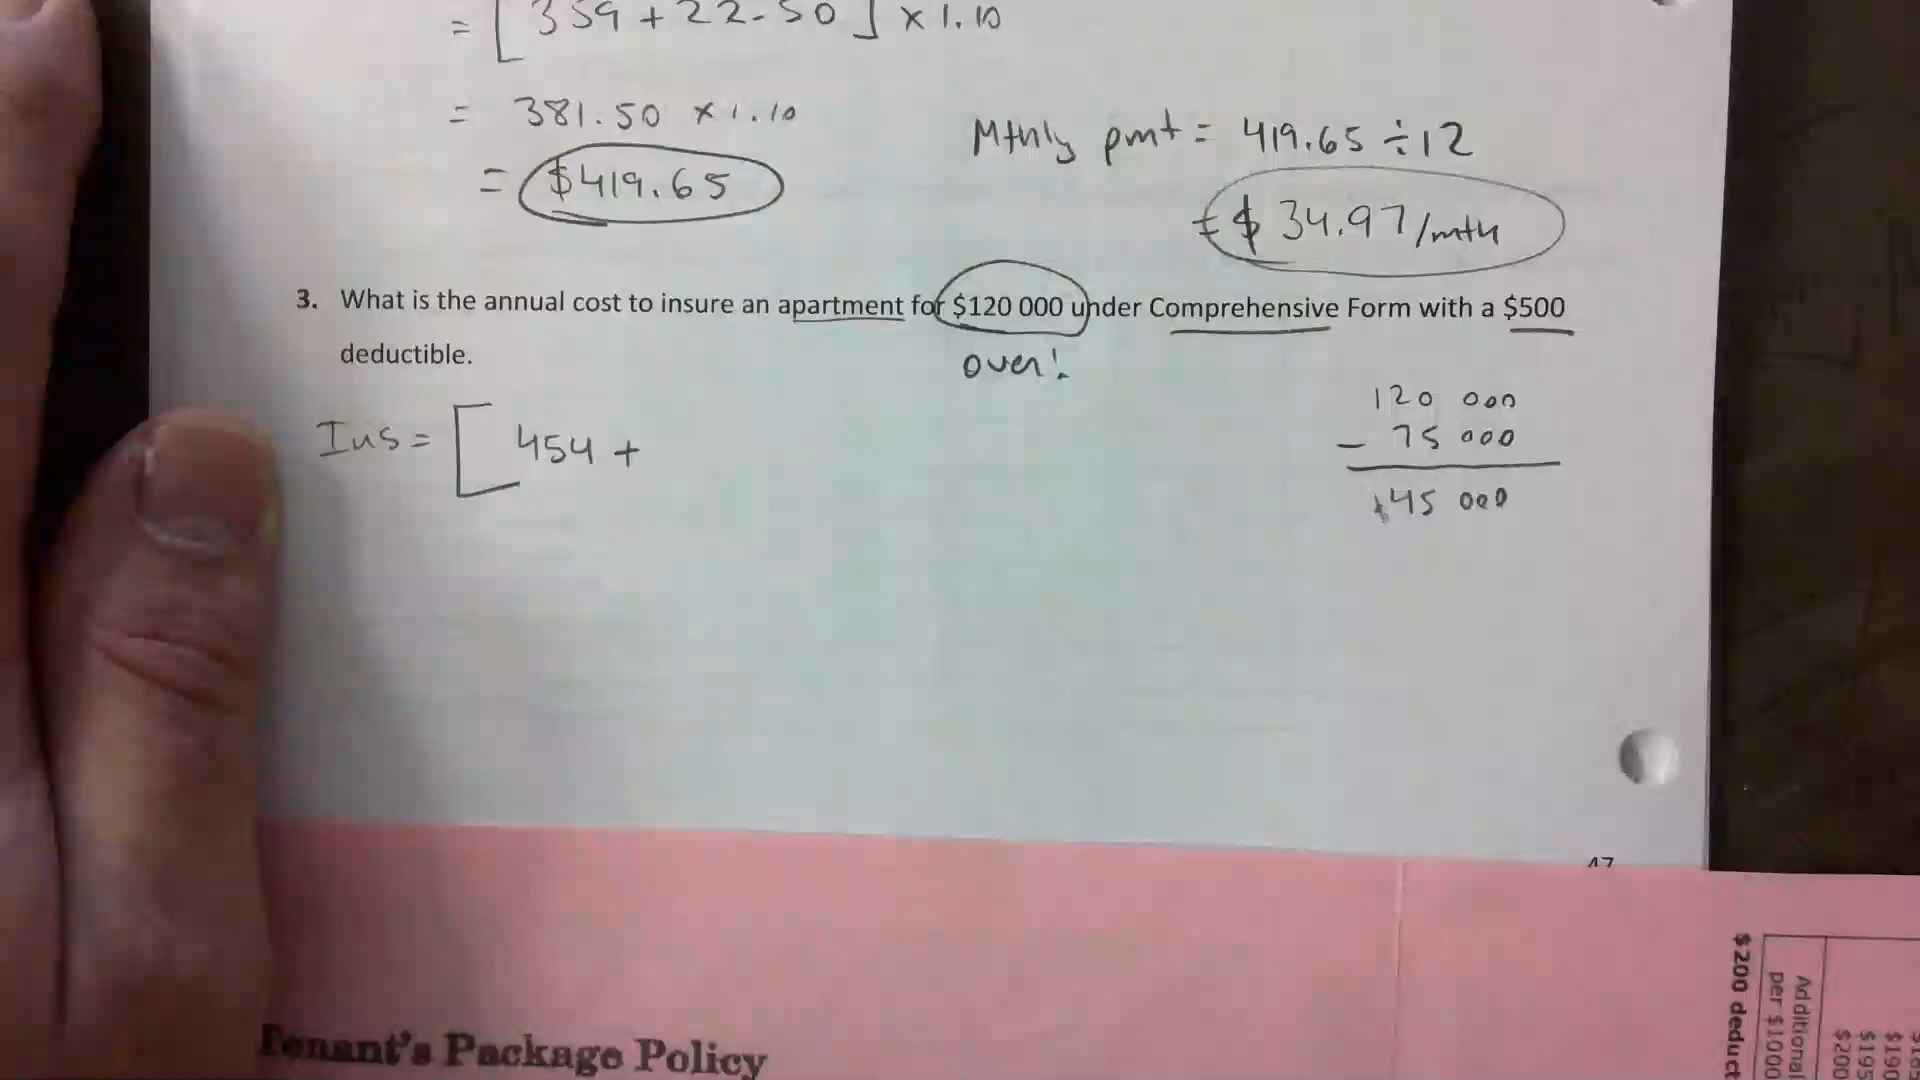 = [ 359 + 22.50 ] x 1.10
= 381.50 x 1.10
= $419.65
Mthly pmt = 419.65 ÷ 12
= $ 34.97/mth
3. What is the annual cost to insure an apartment for $120 000 under Comprehensive Form with a $500
deductible.
over!
Ins = [ 454 +
120 000
- 75 000
45 000
47
Tenant's Package Policy
$200 deduct
Additional
per $1000
$200
$195
$190